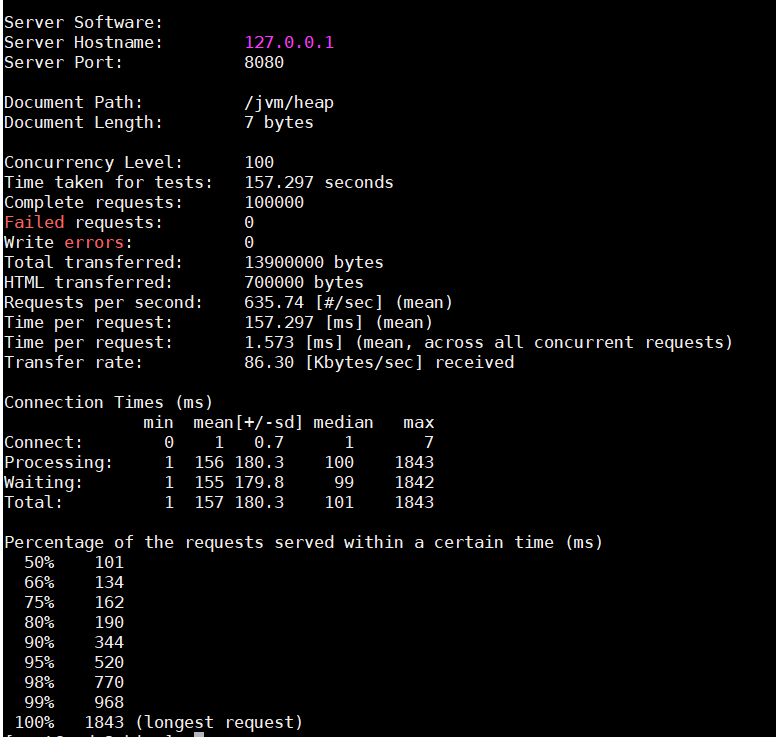 Server Software:
Server Hostname: 127.0.0.1
Server Port: 8080
Document Path: /jvm/heap
Document Length: 7 bytes
Concurrency Level: 100
Time taken for tests: 157.297 seconds
Complete requests: 100000
Failed requests: 0
Write errors: 0
Total transferred: 13900000 bytes
HTML transferred: 700000 bytes
Requests per second: 635.74 [#/sec] (mean)
Time per request: 157.297 [ms] (mean)
Time per request: 1.573 [ms] (mean, across all concurrent requests)
Transfer rate: 86.30 [Kbytes/sec] received
Connection Times (ms)
min mean[+/-sd] median max
Connect: 0 1 0.7 1 7
Processing: 1 156 180.3 100 1843
Waiting: 1 155 179.8 99 1842
Total: 1 157 180.3 101 1843
Percentage of the requests served within a certain time (ms)
50% 101
66% 134
75% 162
80% 190
90% 344
95% 520
98% 770
99% 968
100% 1843 (longest request)